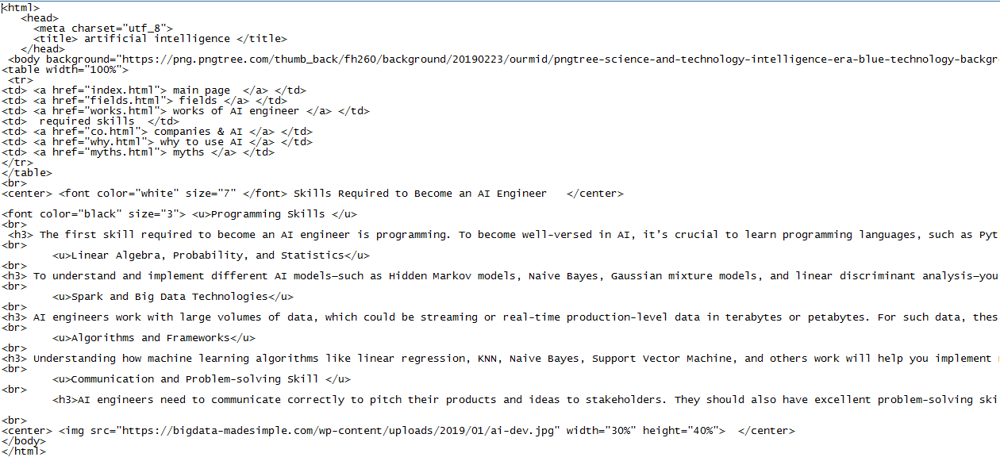 <html>
<head>
<meta charset="utf_8">
<title> artificial intelligence </title>
</head>
<body background="https://png.pngtree.com/thumb_back/fh260/background/20190223/ourmid/pngtree-science-and-technology-intelligence-era-blue-technology-backgr
<table width="100%">
<tr>
<td> <a href="index.html"> main page  </a> </td>
<td> <a href="fields.html"> fields </a> </td>
<td> <a href="works.html"> works of AI engineer </a> </td>
<td>  required skills  </td>
<td> <a href="co.html"> companies & AI </a> </td>
<td> <a href="why.html"> why to use AI </a> </td>
<td> <a href="myths.html"> myths </a> </td>
</tr>
</table>
<br>
<center> <font color="white" size="7" </font> Skills Required to Become an AI Engineer   </center>
<font color="black" size="3"> <u>Programming Skills </u>
<br>
<h3> The first skill required to become an AI engineer is programming. To become well-versed in AI, it’s crucial to learn programming languages, such as Pyt
<br>
<u>Linear Algebra, Probability, and Statistics</u>
<br>
<h3> To understand and implement different AI models—such as Hidden Markov models, Naive Bayes, Gaussian mixture models, and linear discriminant analysis—you
<br>
<u>Spark and Big Data Technologies</u>
<br>
<h3> AI engineers work with large volumes of data, which could be streaming or real-time production-level data in terabytes or petabytes. For such data, thes
<br>
<u>Algorithms and Frameworks</u>
<br>
<h3> Understanding how machine learning algorithms like linear regression, KNN, Naive Bayes, Support Vector Machine, and others work will help you implement
<br>
<u>Communication and Problem-solving Skill </u>
<br>
<h3>AI engineers need to communicate correctly to pitch their products and ideas to stakeholders. They should also have excellent problem-solving ski
<br>
<center> <img src="https://bigdata-madesimple.com/wp-content/uploads/2019/01/ai-dev.jpg" width="30%" height="40%">  </center>
</body>
</html>